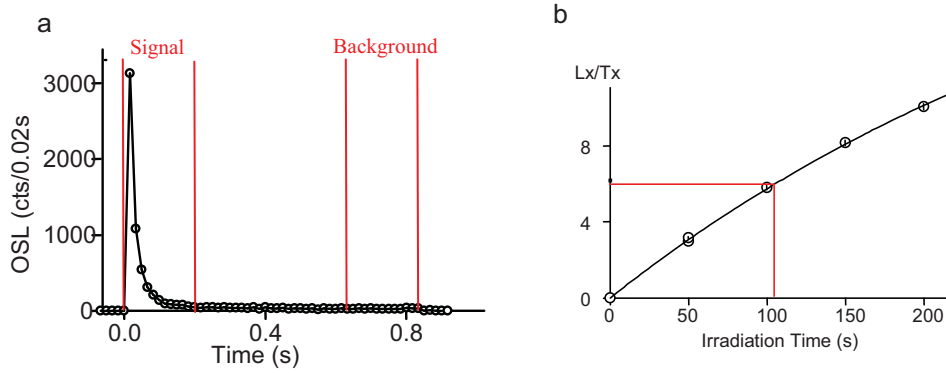 a
Signal
Background
OSL (cts/0.02s)
3000
2000
1000
0
0.0
0.4
0.8
Time (s)
b
Lx/Tx
8
4
0
0
50
100
150
200
Irradiation Time (s)